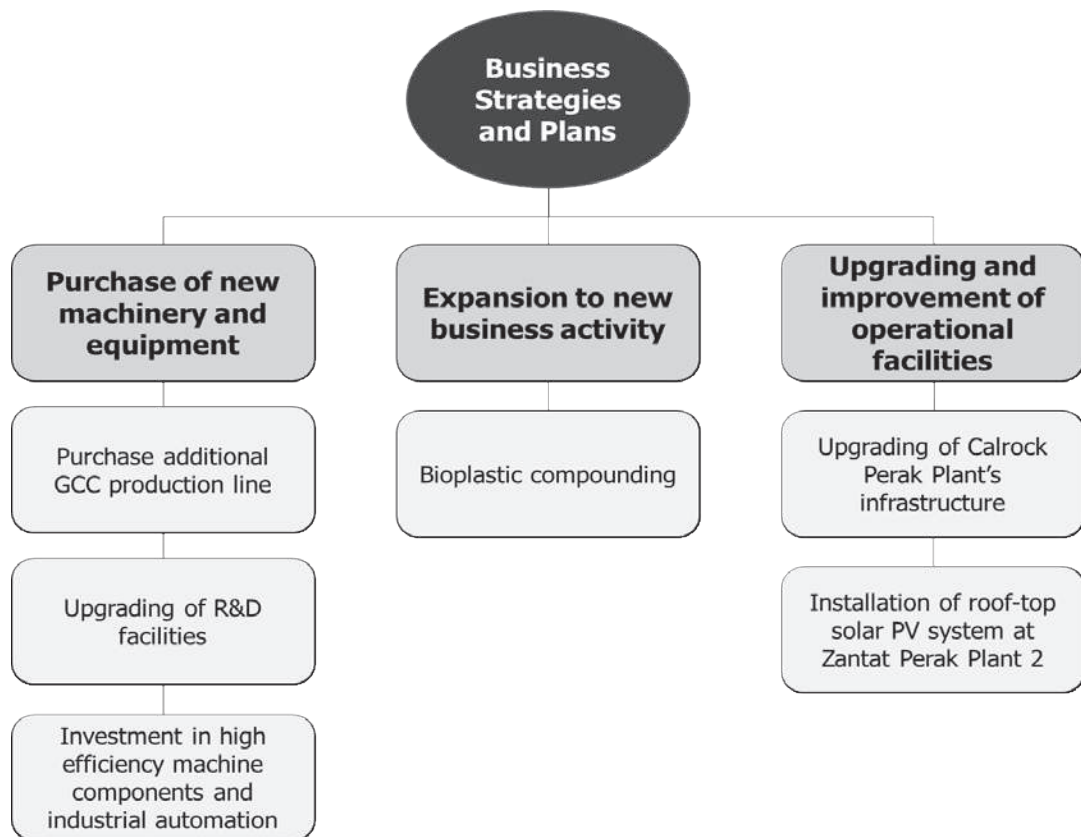 Business
Strategies
and Plans
Purchase of new
machinery and
equipment
Purchase additional
GCC production line
Upgrading of R&D
facilities
Investment in high
efficiency machine
components and
industrial automation
Expansion to new
business activity
Bioplastic compounding
Upgrading and
improvement of
operational
facilities
Upgrading of Calrock
Perak Plant's
infrastructure
Installation of roof-top
solar PV system at
Zantat Perak Plant 2